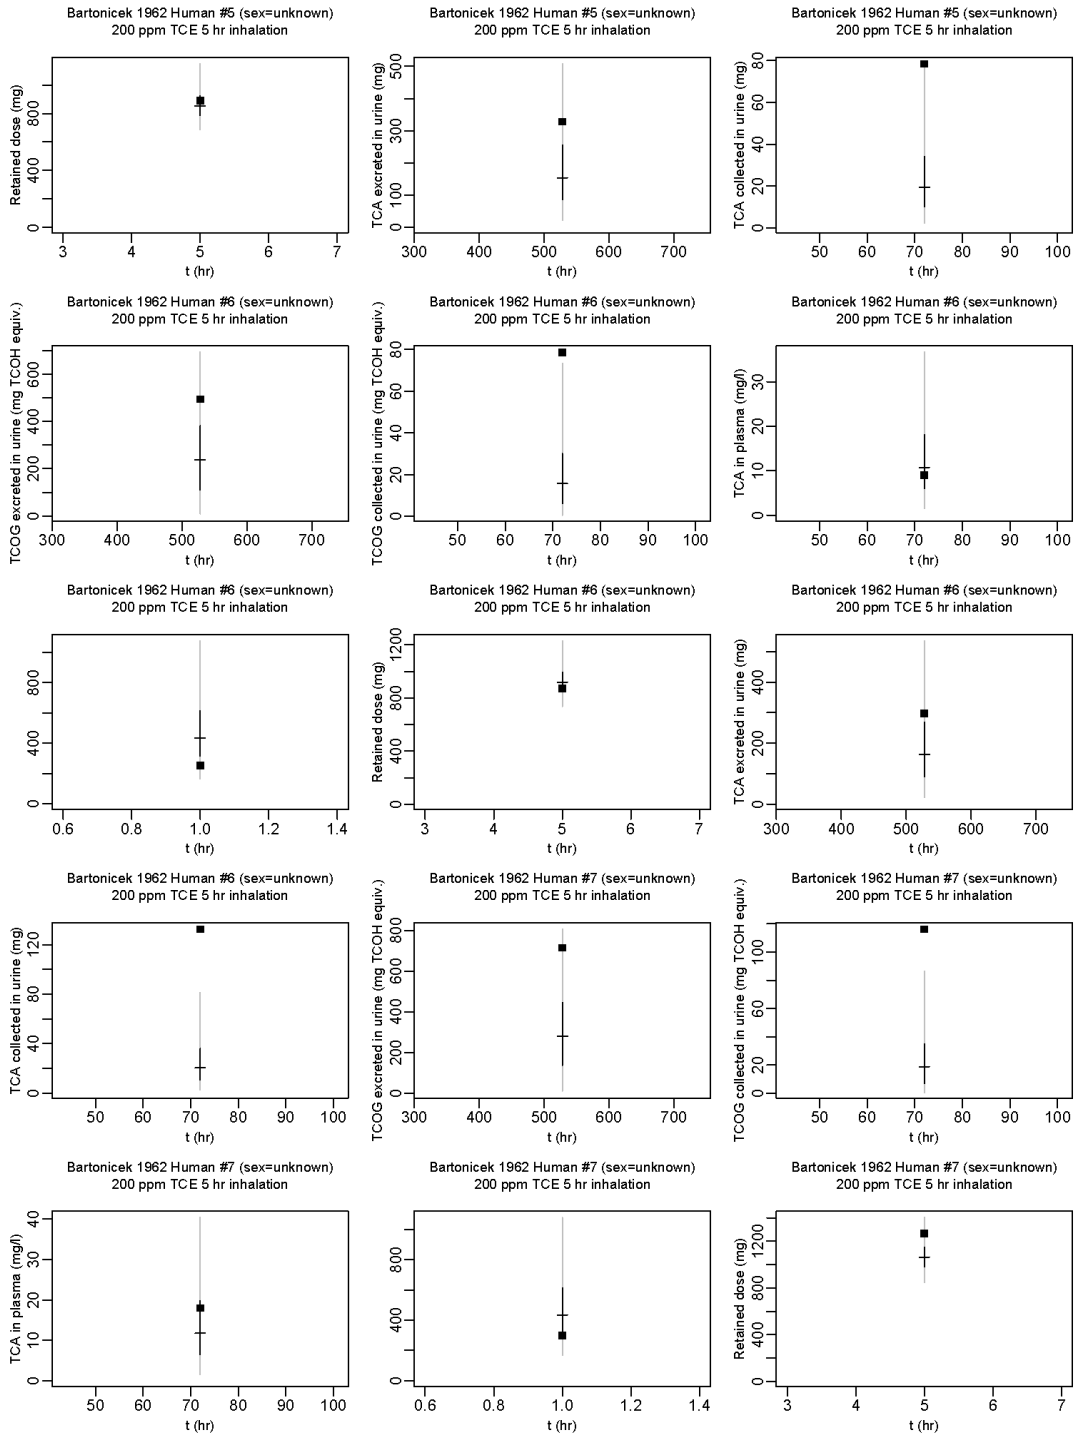 Bartonicek 1962 Human #5 (sex=unknown)
200 ppm TCE 5 hr inhalation
Retained dose (mg)
0 400 800
3 4 5 6 7
t (hr)
Bartonicek 1962 Human #5 (sex=unknown)
200 ppm TCE 5 hr inhalation
TCA excreted in urine (mg)
0 100 300 500
300 400 500 600 700
t (hr)
Bartonicek 1962 Human #5 (sex=unknown)
200 ppm TCE 5 hr inhalation
TCA collected in urine (mg)
0 20 40 60 80
50 60 70 80 90 100
t (hr)
Bartonicek 1962 Human #6 (sex=unknown)
200 ppm TCE 5 hr inhalation
TCOG excreted in urine (mg TCOH equiv.)
0 200 400 600
300 400 500 600 700
t (hr)
Bartonicek 1962 Human #6 (sex=unknown)
200 ppm TCE 5 hr inhalation
TCOG collected in urine (mg TCOH equiv.)
0 20 40 60 80
50 60 70 80 90 100
t (hr)
Bartonicek 1962 Human #6 (sex=unknown)
200 ppm TCE 5 hr inhalation
TCA in plasma (mg/l)
0 10 20 30
50 60 70 80 90 100
t (hr)
Bartonicek 1962 Human #6 (sex=unknown)
200 ppm TCE 5 hr inhalation
0 400 800
0.6 0.8 1.0 1.2 1.4
t (hr)
Bartonicek 1962 Human #6 (sex=unknown)
200 ppm TCE 5 hr inhalation
Retained dose (mg)
0 400 800 1200
3 4 5 6 7
t (hr)
Bartonicek 1962 Human #6 (sex=unknown)
200 ppm TCE 5 hr inhalation
TCA excreted in urine (mg)
0 200 400
300 400 500 600 700
t (hr)
Bartonicek 1962 Human #6 (sex=unknown)
200 ppm TCE 5 hr inhalation
TCA collected in urine (mg)
0 40 80 120
50 60 70 80 90 100
t (hr)
Bartonicek 1962 Human #7 (sex=unknown)
200 ppm TCE 5 hr inhalation
TCOG excreted in urine (mg TCOH equiv.)
0 200 400 600 800
300 400 500 600 700
t (hr)
Bartonicek 1962 Human #7 (sex=unknown)
200 ppm TCE 5 hr inhalation
TCOG collected in urine (mg TCOH equiv.)
0 20 60 100
50 60 70 80 90 100
t (hr)
Bartonicek 1962 Human #7 (sex=unknown)
200 ppm TCE 5 hr inhalation
TCA in plasma (mg/l)
0 10 20 30 40
50 60 70 80 90 100
t (hr)
Bartonicek 1962 Human #7 (sex=unknown)
200 ppm TCE 5 hr inhalation
0 400 800
0.6 0.8 1.0 1.2 1.4
t (hr)
Bartonicek 1962 Human #7 (sex=unknown)
200 ppm TCE 5 hr inhalation
Retained dose (mg)
0 400 800 1200
3 4 5 6 7
t (hr)